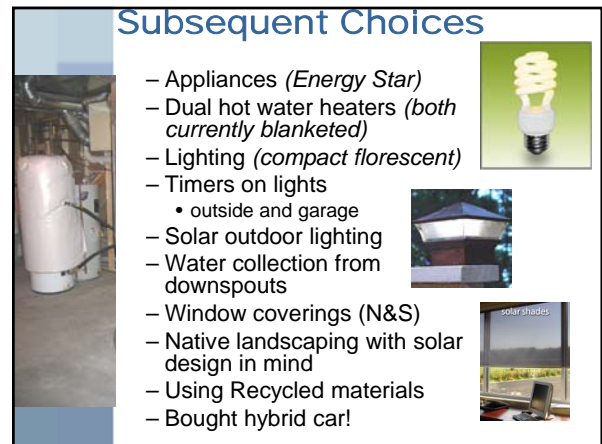 Subsequent Choices
– Appliances (Energy Star)
– Dual hot water heaters (both
currently blanketed)
– Lighting (compact florescent)
– Timers on lights
• outside and garage
– Solar outdoor lighting
– Water collection from
downspouts
– Window coverings (N&S)
– Native landscaping with solar
design in mind
– Using Recycled materials
– Bought hybrid car!
solar shades